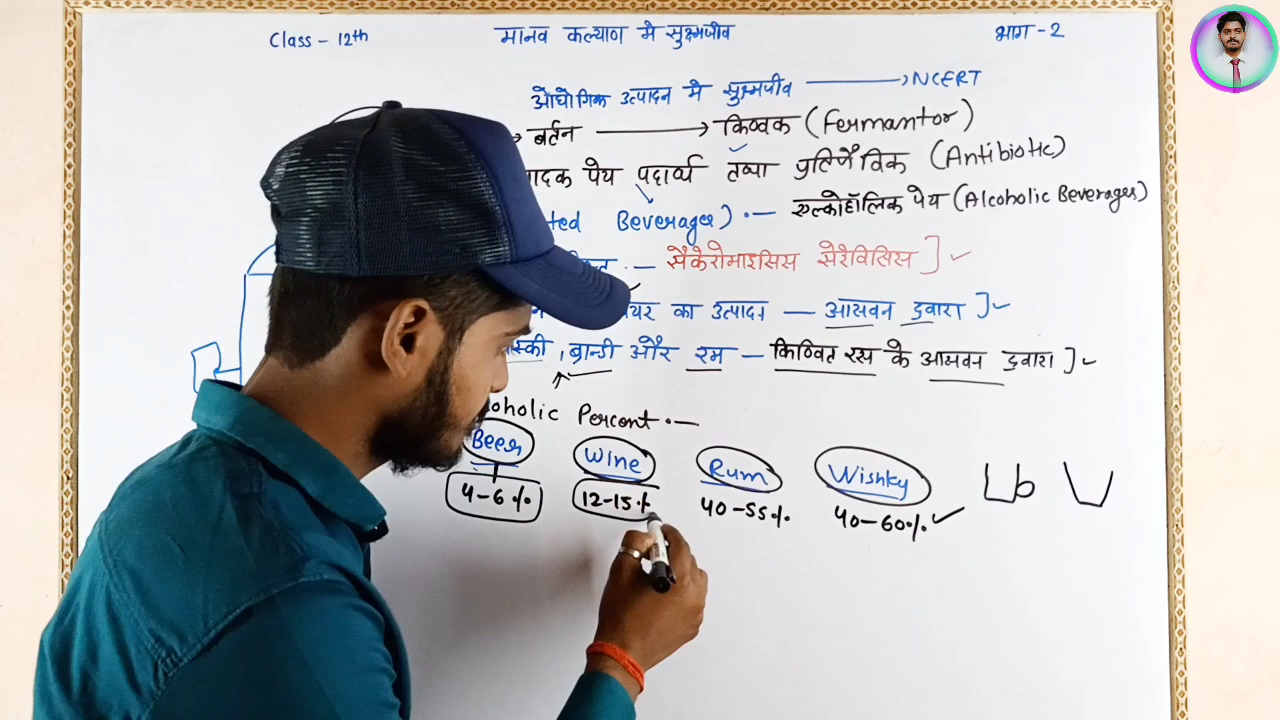 Class - 12th मानव कल्याण मे सुक्ष्मजीव भाग - 2
औघोगिक उत्पादन मे सुक्ष्मजीव NCERT
बर्तन किण्वक (Fermantor)
पेय पदार्थ तथा प्रतिजैविक (Antibiotic)
Beverages) एल्कोहॉलिक पेय (Alcoholic Beverages)
सैकेरोमाइसिस सेरेविसिस
का उत्पादन — आसवन द्वारा
ब्रान्डी और रम — किण्वित रस के आसवन द्वारा
Percent
Beer Wine Rum Wishky
4-6% 12-15% 40-55% 40-60%